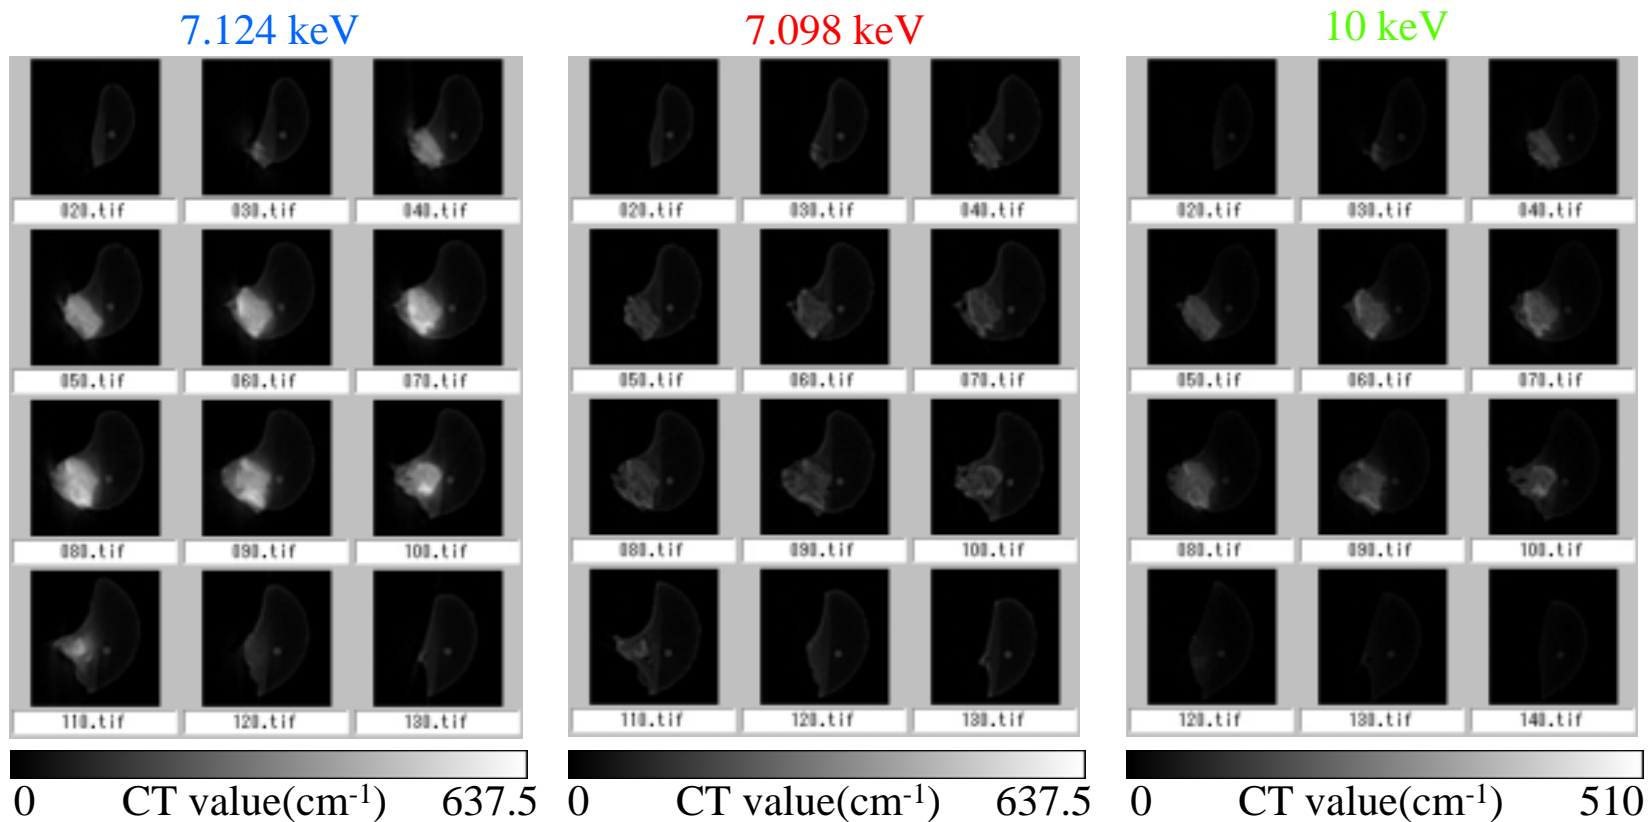 7.124 keV
020.tif 030.tif 040.tif
050.tif 060.tif 070.tif
080.tif 090.tif 100.tif
110.tif 120.tif 130.tif
0 CT value(cm-1) 637.5
7.098 keV
020.tif 030.tif 040.tif
050.tif 060.tif 070.tif
080.tif 090.tif 100.tif
110.tif 120.tif 130.tif
0 CT value(cm-1) 637.5
10 keV
020.tif 030.tif 040.tif
050.tif 060.tif 070.tif
080.tif 090.tif 100.tif
120.tif 130.tif 140.tif
0 CT value(cm-1) 510